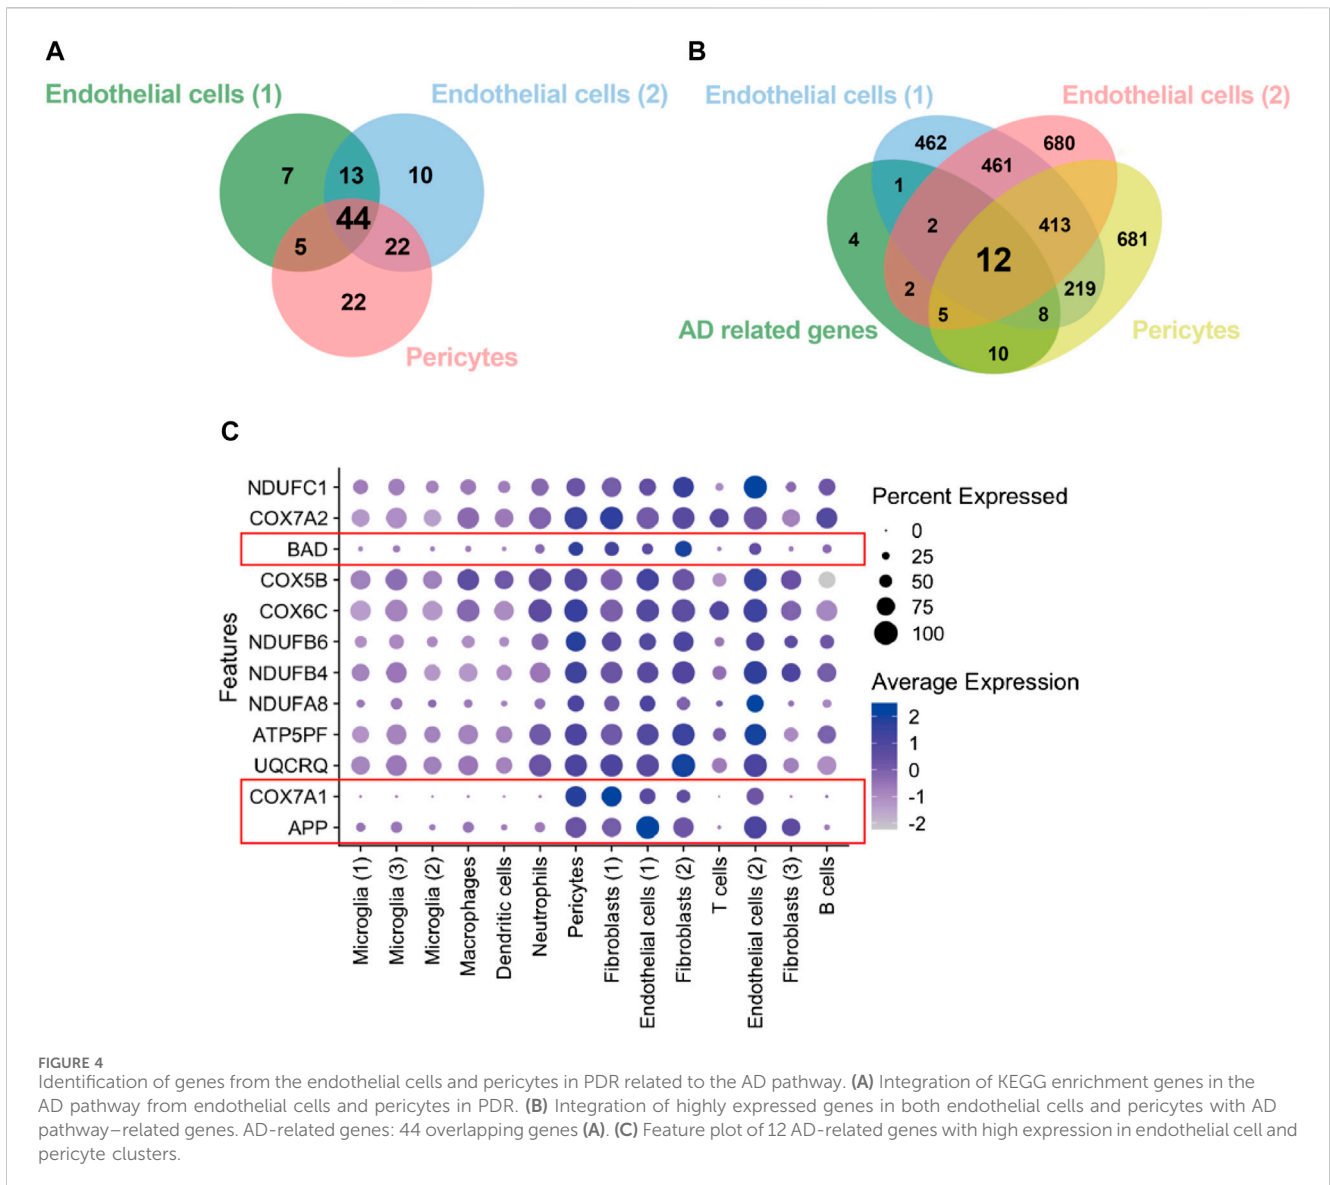 A
Endothelial cells (1)
Endothelial cells (2)
7
13
10
44
5
22
22
Pericytes
B
Endothelial cells (1)
Endothelial cells (2)
462
680
461
1
2
413
4
681
12
2
219
5
8
AD related genes
Pericytes
10
C
Features
NDUFC1
COX7A2
BAD
COX5B
COX6C
NDUFB6
NDUFB4
NDUFA8
ATP5PF
UQCRQ
COX7A1
APP
Microglia (1)
Microglia (3)
Microglia (2)
Macrophages
Dendritic cells
Neutrophils
Pericytes
Fibroblasts (1)
Endothelial cells (1)
Fibroblasts (2)
T cells
Endothelial cells (2)
Fibroblasts (3)
B cells
Percent Expressed
0
25
50
75
100
Average Expression
2
1
0
-1
-2
FIGURE 4
Identification of genes from the endothelial cells and pericytes in PDR related to the AD pathway. (A) Integration of KEGG enrichment genes in the
AD pathway from endothelial cells and pericytes in PDR. (B) Integration of highly expressed genes in both endothelial cells and pericytes with AD
pathway–related genes. AD-related genes: 44 overlapping genes (A). (C) Feature plot of 12 AD-related genes with high expression in endothelial cell and
pericyte clusters.